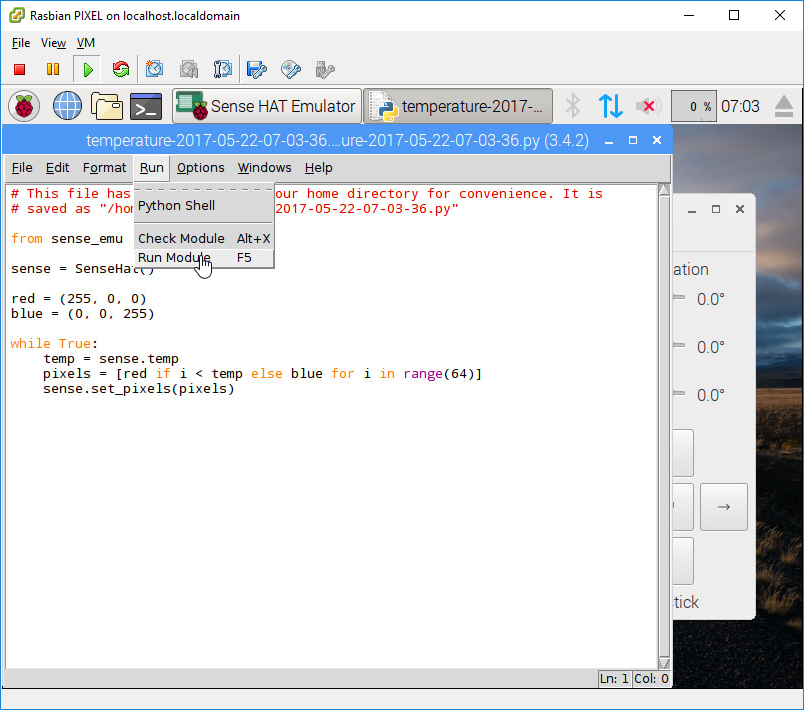 Rasbian PIXEL on localhost.localdomain
File View VM
Sense HAT Emulator temperature-2017-... 0 % 07:03
temperature-2017-05-22-07-03-36....ure-2017-05-22-07-03-36.py (3.4.2)
File Edit Format Run Options Windows Help
# This file has our home directory for convenience. It is
# saved as "/hom 2017-05-22-07-03-36.py"
Python Shell
from sense_emu
Check Module Alt+X
Run Module F5
sense = SenseHat()
red = (255, 0, 0)
blue = (0, 0, 255)
while True:
temp = sense.temp
pixels = [red if i < temp else blue for i in range(64)]
sense.set_pixels(pixels)
ation
0.0°
0.0°
0.0°
→
tick
Ln: 1 Col: 0